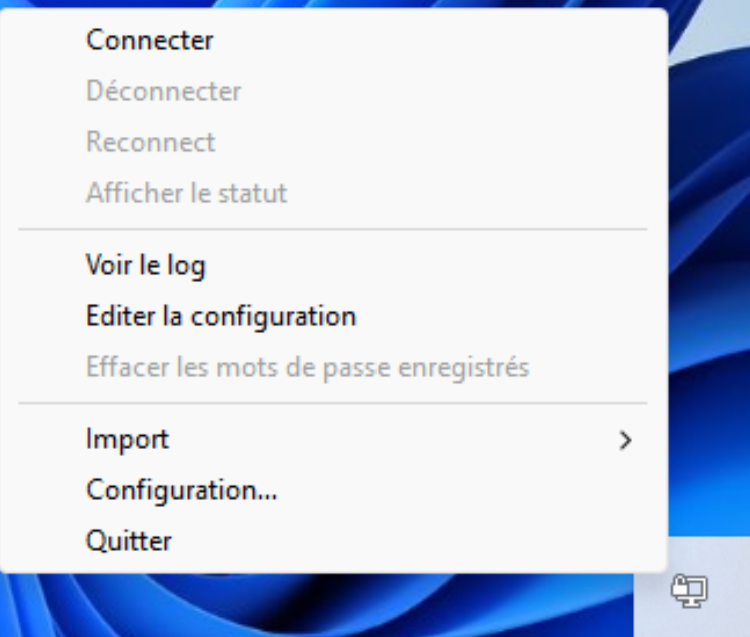 Connecter
Déconnecter
Reconnect
Afficher le statut
Voir le log
Editer la configuration
Effacer les mots de passe enregistrés
Import
Configuration...
Quitter